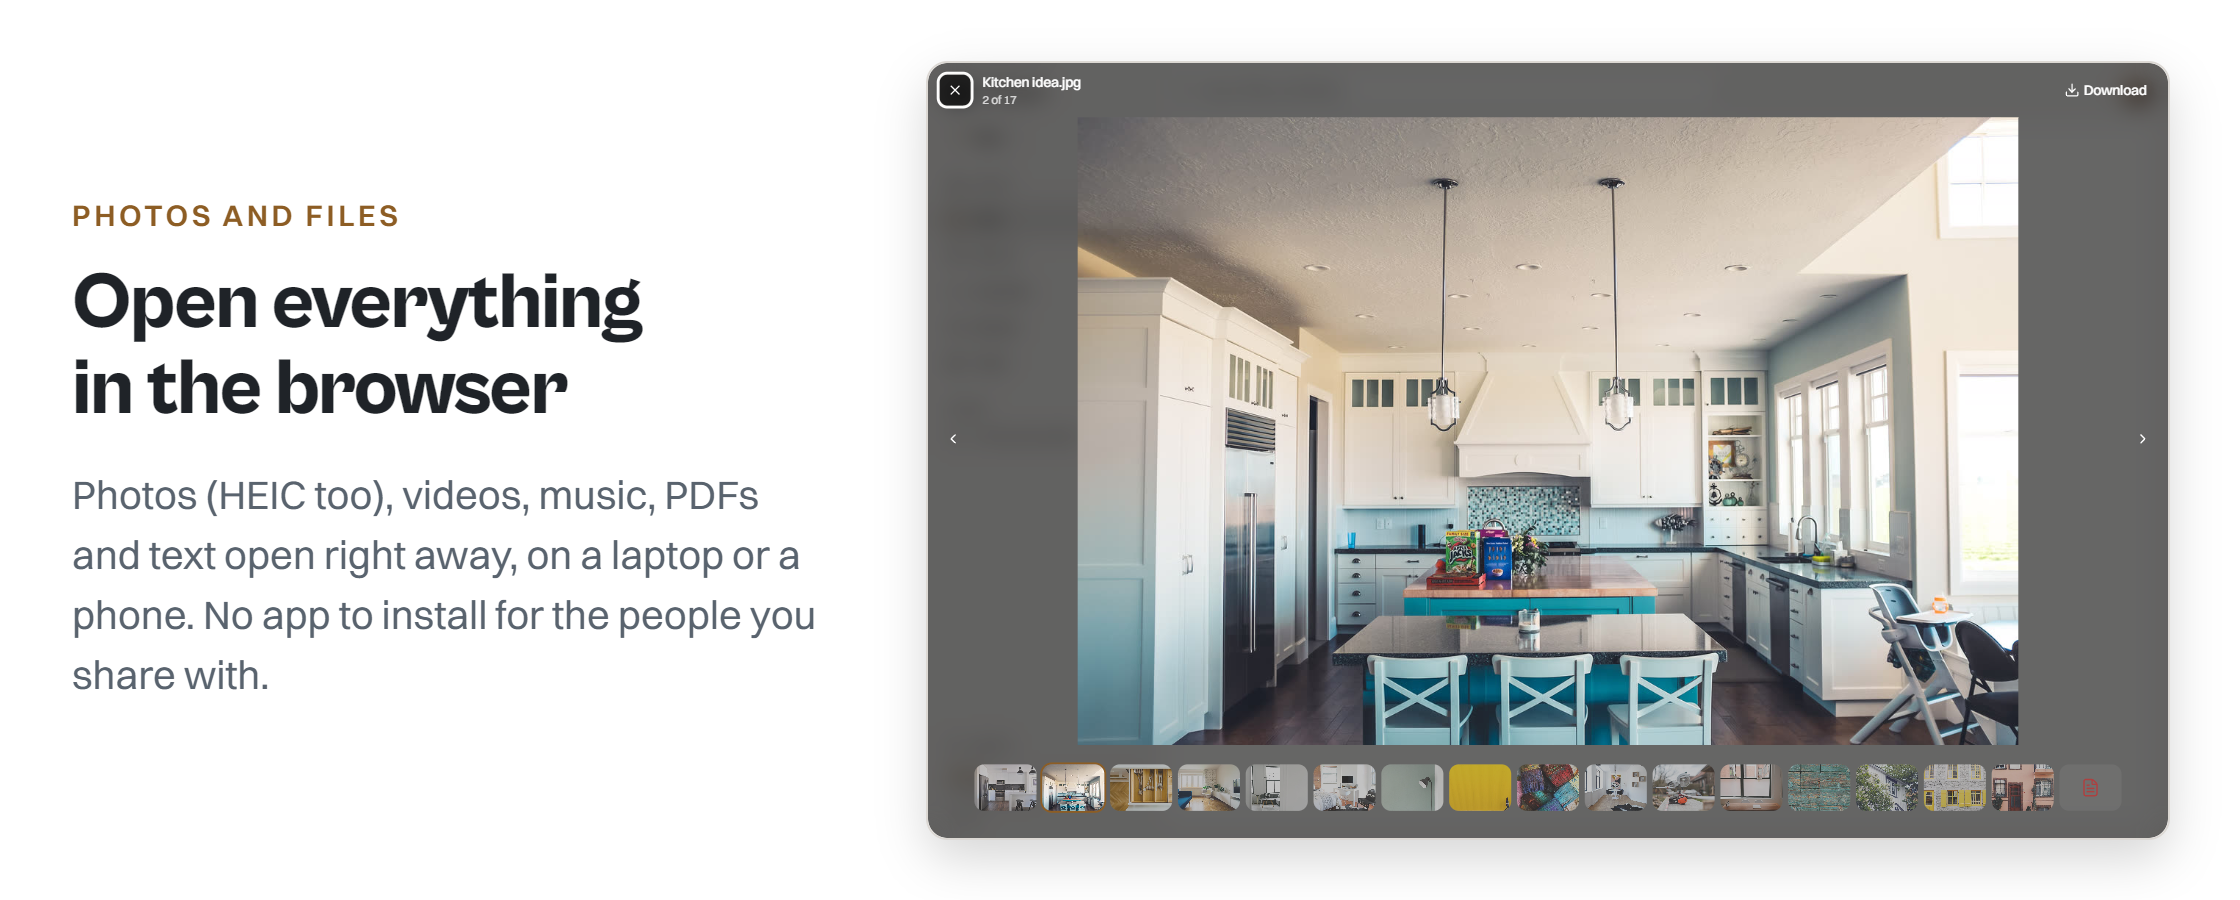 PHOTOS AND FILES
Open everything
in the browser
Photos (HEIC too), videos, music, PDFs
and text open right away, on a laptop or a
phone. No app to install for the people you
share with.
Kitchen idea.jpg
2 of 17
Download